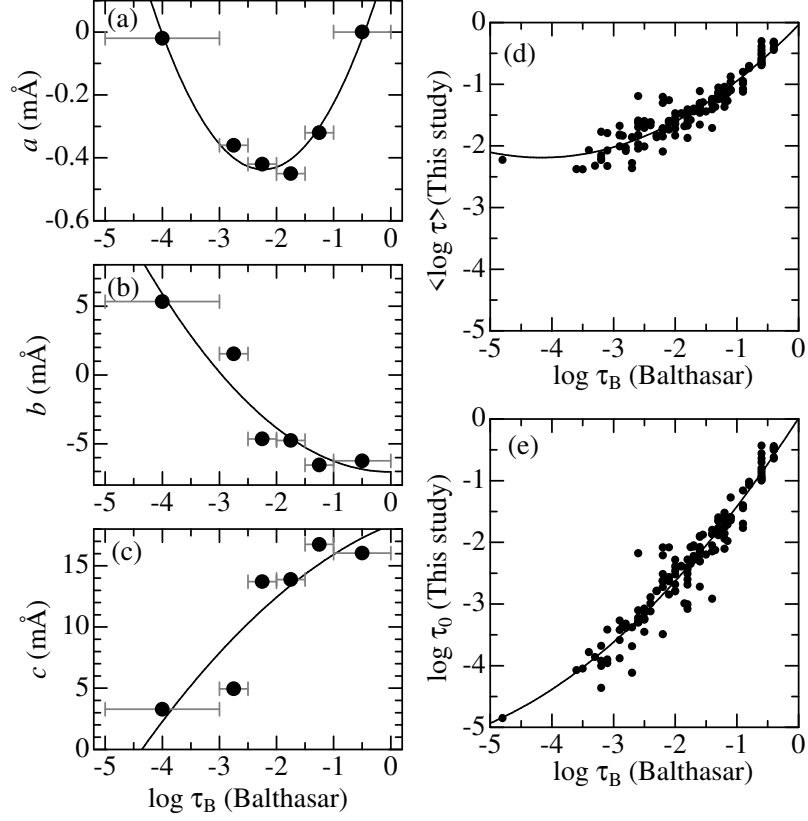 (a)
0
-0.2
-0.4
-0.6
a (mÅ)
-5 -4 -3 -2 -1 0
(b)
5
0
-5
b (mÅ)
-5 -4 -3 -2 -1 0
(c)
15
10
5
0
c (mÅ)
-5 -4 -3 -2 -1 0
log τB (Balthasar)
(d)
0
-1
-2
-3
-4
-5
<log τ>(This study)
-5 -4 -3 -2 -1 0
log τB (Balthasar)
(e)
0
-1
-2
-3
-4
-5
log τ0 (This study)
-5 -4 -3 -2 -1 0
log τB (Balthasar)